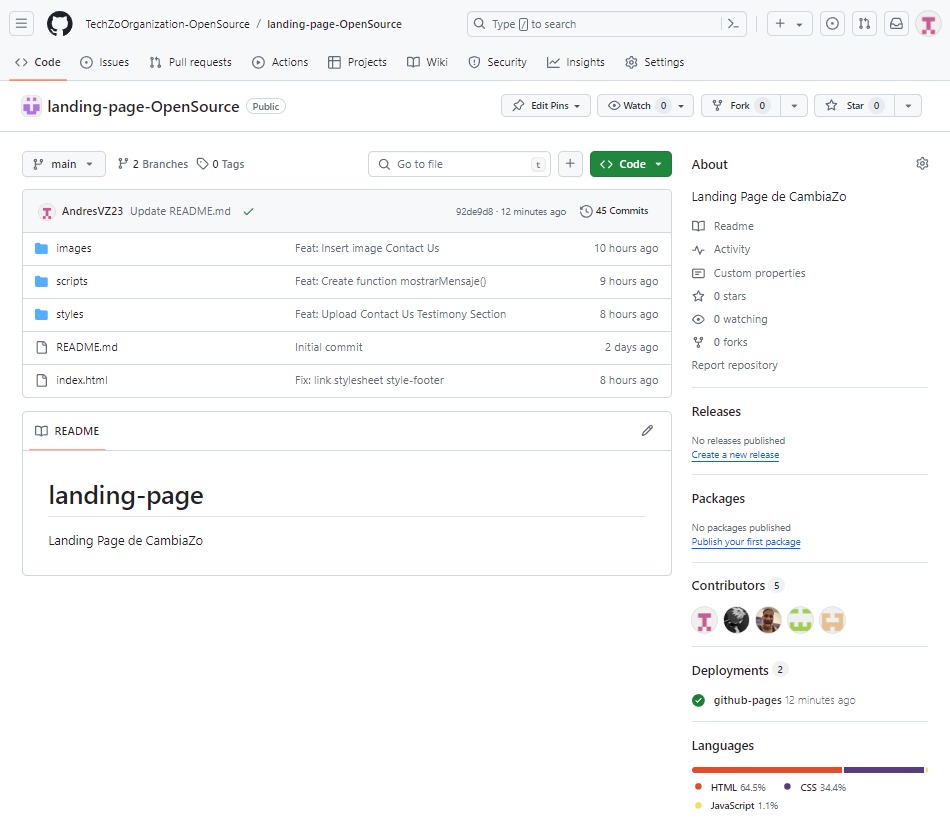 TechZoOrganization-OpenSource / landing-page-OpenSource
Type / to search
Code Issues Pull requests Actions Projects Wiki Security Insights Settings
landing-page-OpenSource Public
Edit Pins Watch 0 Fork 0 Star 0
main 2 Branches 0 Tags
Go to file t
Code
AndresVZ23 Update README.md 92de9d8 · 12 minutes ago 45 Commits
images Feat: Insert image Contact Us 10 hours ago
scripts Feat: Create function mostrarMensaje() 9 hours ago
styles Feat: Upload Contact Us Testimony Section 8 hours ago
README.md Initial commit 2 days ago
index.html Fix: link stylesheet style-footer 8 hours ago
README
landing-page
Landing Page de CambiaZo
About
Landing Page de CambiaZo
Readme
Activity
Custom properties
0 stars
0 watching
0 forks
Report repository
Releases
No releases published
Create a new release
Packages
No packages published
Publish your first package
Contributors 5
Deployments 2
github-pages 12 minutes ago
Languages
HTML 64.5% CSS 34.4%
JavaScript 1.1%